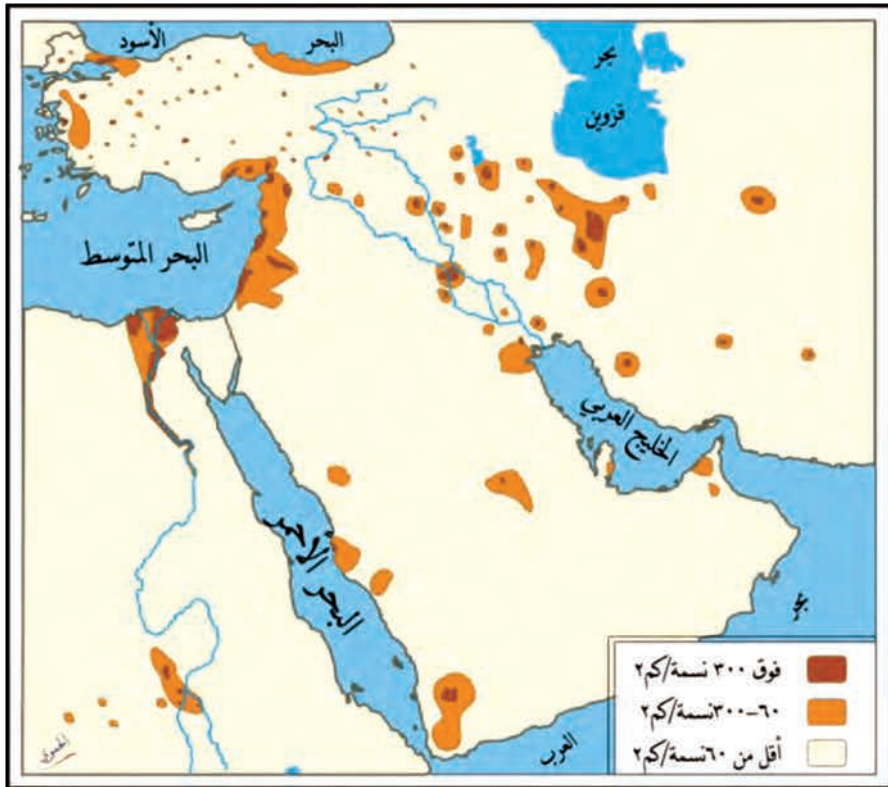 البحر
الأسود
بحر
قزوين
البحر المتوسط
الخليج العربي
البحر الأحمر
بحر
العرب
فوق ٣٠٠ نسمة/كم٢
٦٠-٣٠٠نسمة/كم٢
أقل من ٦٠نسمة/كم٢